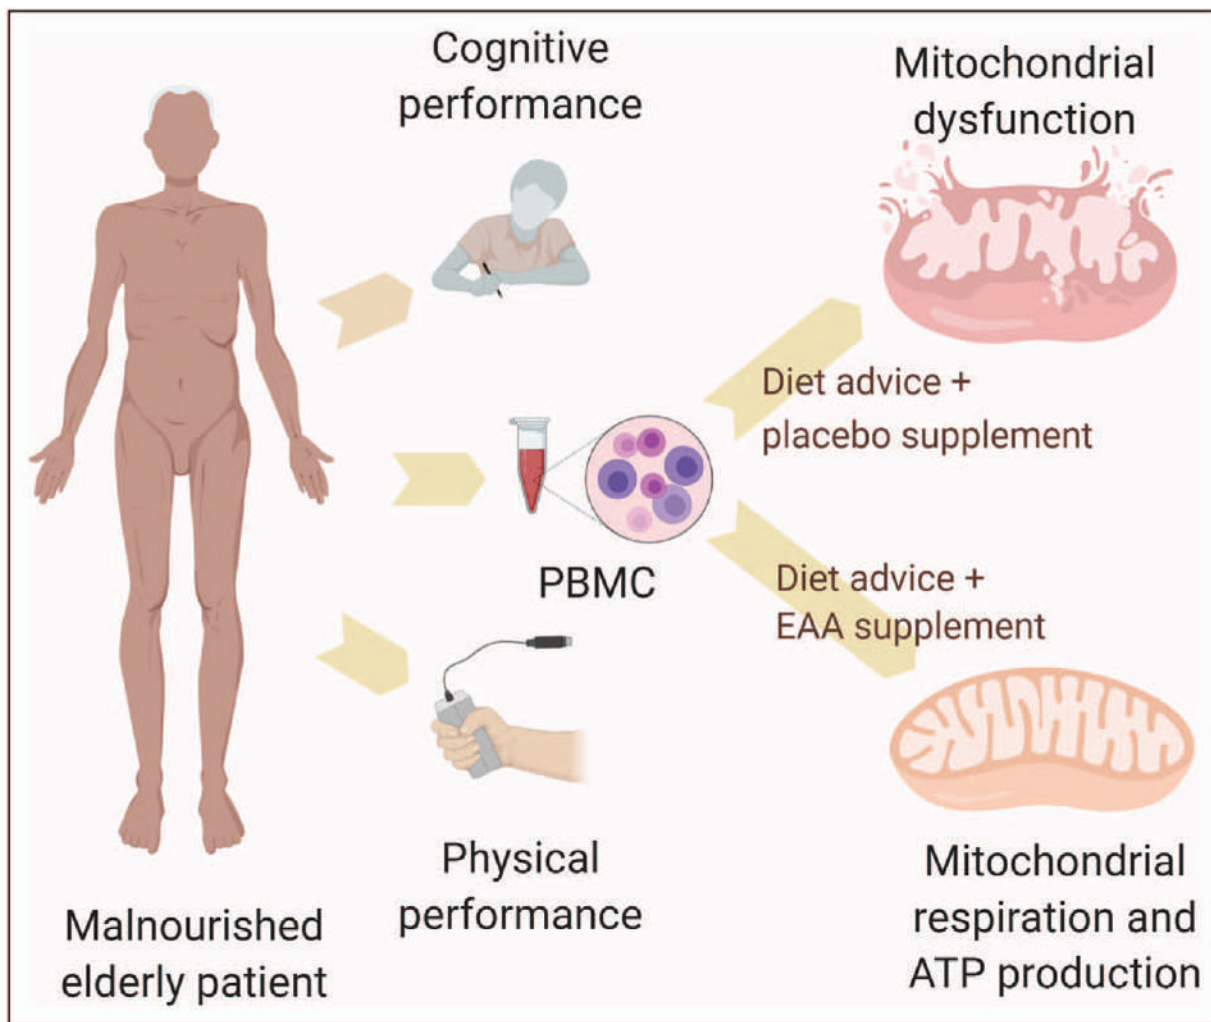 Cognitive
performance
Mitochondrial
dysfunction
Diet advice +
placebo supplement
PBMC
Diet advice +
EAA supplement
Physical
performance
Malnourished
elderly patient
Mitochondrial
respiration and
ATP production